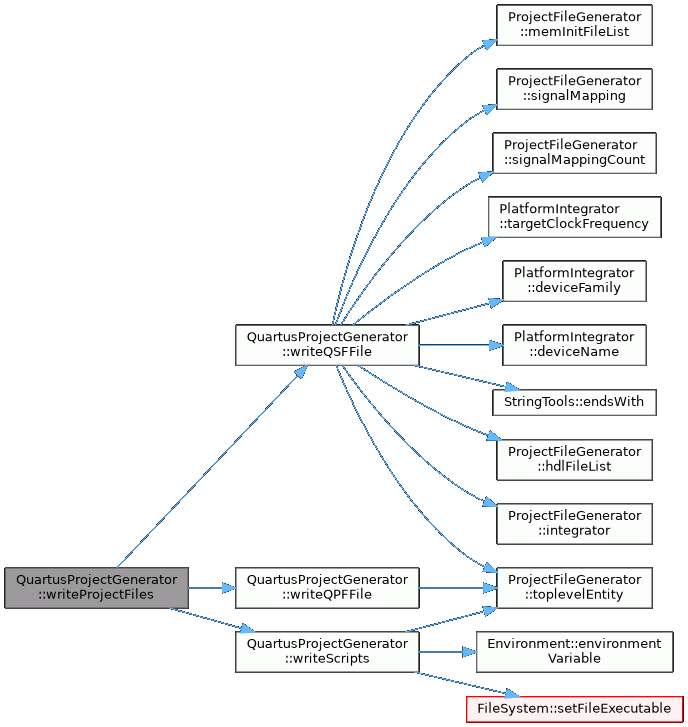 ProjectFileGenerator
::memInitFileList
ProjectFileGenerator
::signalMapping
ProjectFileGenerator
::signalMappingCount
PlatformIntegrator
::targetClockFrequency
PlatformIntegrator
::deviceFamily
QuartusProjectGenerator
::writeQSFFile
PlatformIntegrator
::deviceName
StringTools::endsWith
ProjectFileGenerator
::hdlFileList
ProjectFileGenerator
::integrator
QuartusProjectGenerator
::writeProjectFiles
QuartusProjectGenerator
::writeQPFFile
ProjectFileGenerator
::toplevelEntity
QuartusProjectGenerator
::writeScripts
Environment::environment
Variable
FileSystem::setFileExecutable